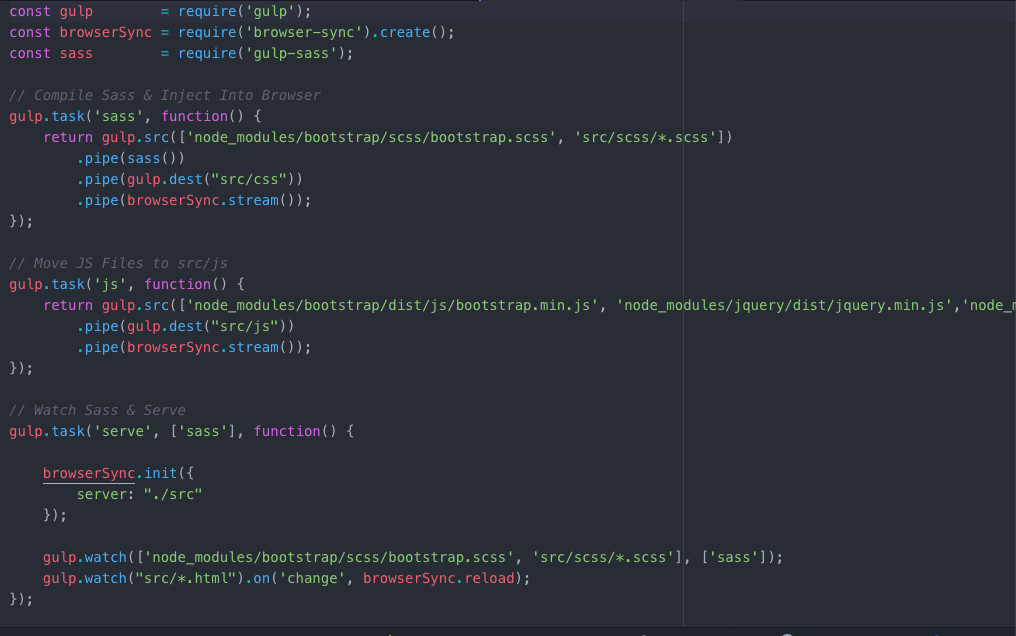 const gulp        = require('gulp');
const browserSync = require('browser-sync').create();
const sass        = require('gulp-sass');
// Compile Sass & Inject Into Browser
gulp.task('sass', function() {
    return gulp.src(['node_modules/bootstrap/scss/bootstrap.scss', 'src/scss/*.scss'])
        .pipe(sass())
        .pipe(gulp.dest("src/css"))
        .pipe(browserSync.stream());
});
// Move JS Files to src/js
gulp.task('js', function() {
    return gulp.src(['node_modules/bootstrap/dist/js/bootstrap.min.js', 'node_modules/jquery/dist/jquery.min.js','node_
        .pipe(gulp.dest("src/js"))
        .pipe(browserSync.stream());
});
// Watch Sass & Serve
gulp.task('serve', ['sass'], function() {
    browserSync.init({
        server: "./src"
    });
    gulp.watch(['node_modules/bootstrap/scss/bootstrap.scss', 'src/scss/*.scss'], ['sass']);
    gulp.watch("src/*.html").on('change', browserSync.reload);
});